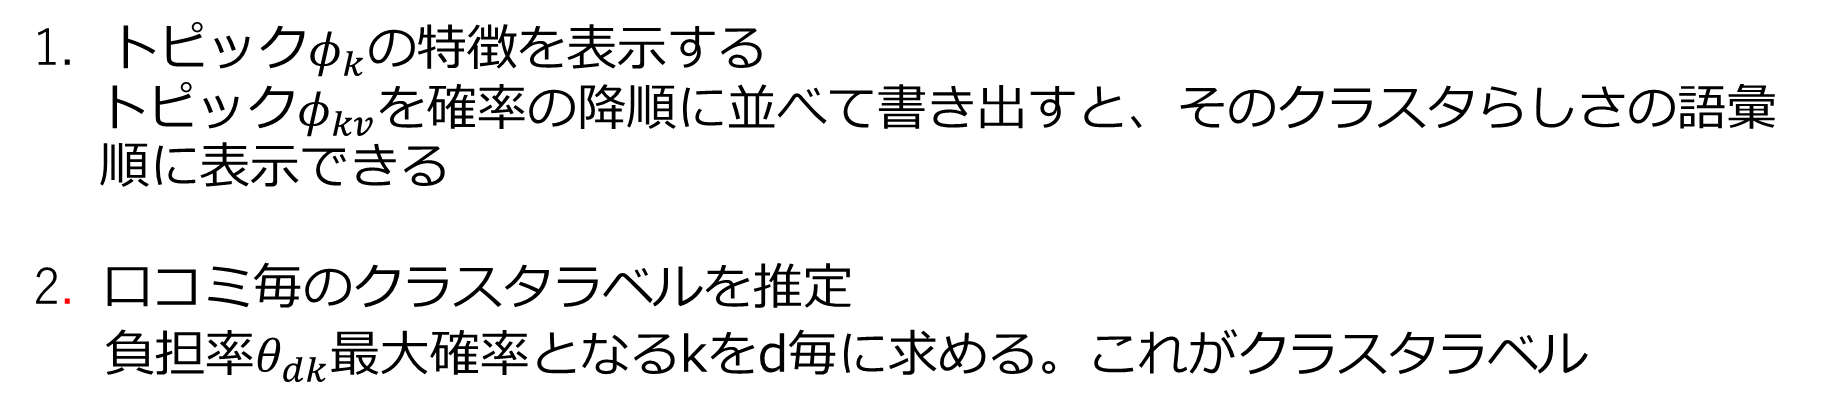 1. トピックϕkの特徴を表示する
トピックϕkvを確率の降順に並べて書き出すと、そのクラスタらしさの語彙
順に表示できる
2. 口コミ毎のクラスタラベルを推定
負担率θdk最大確率となるkをd毎に求める。これがクラスタラベル